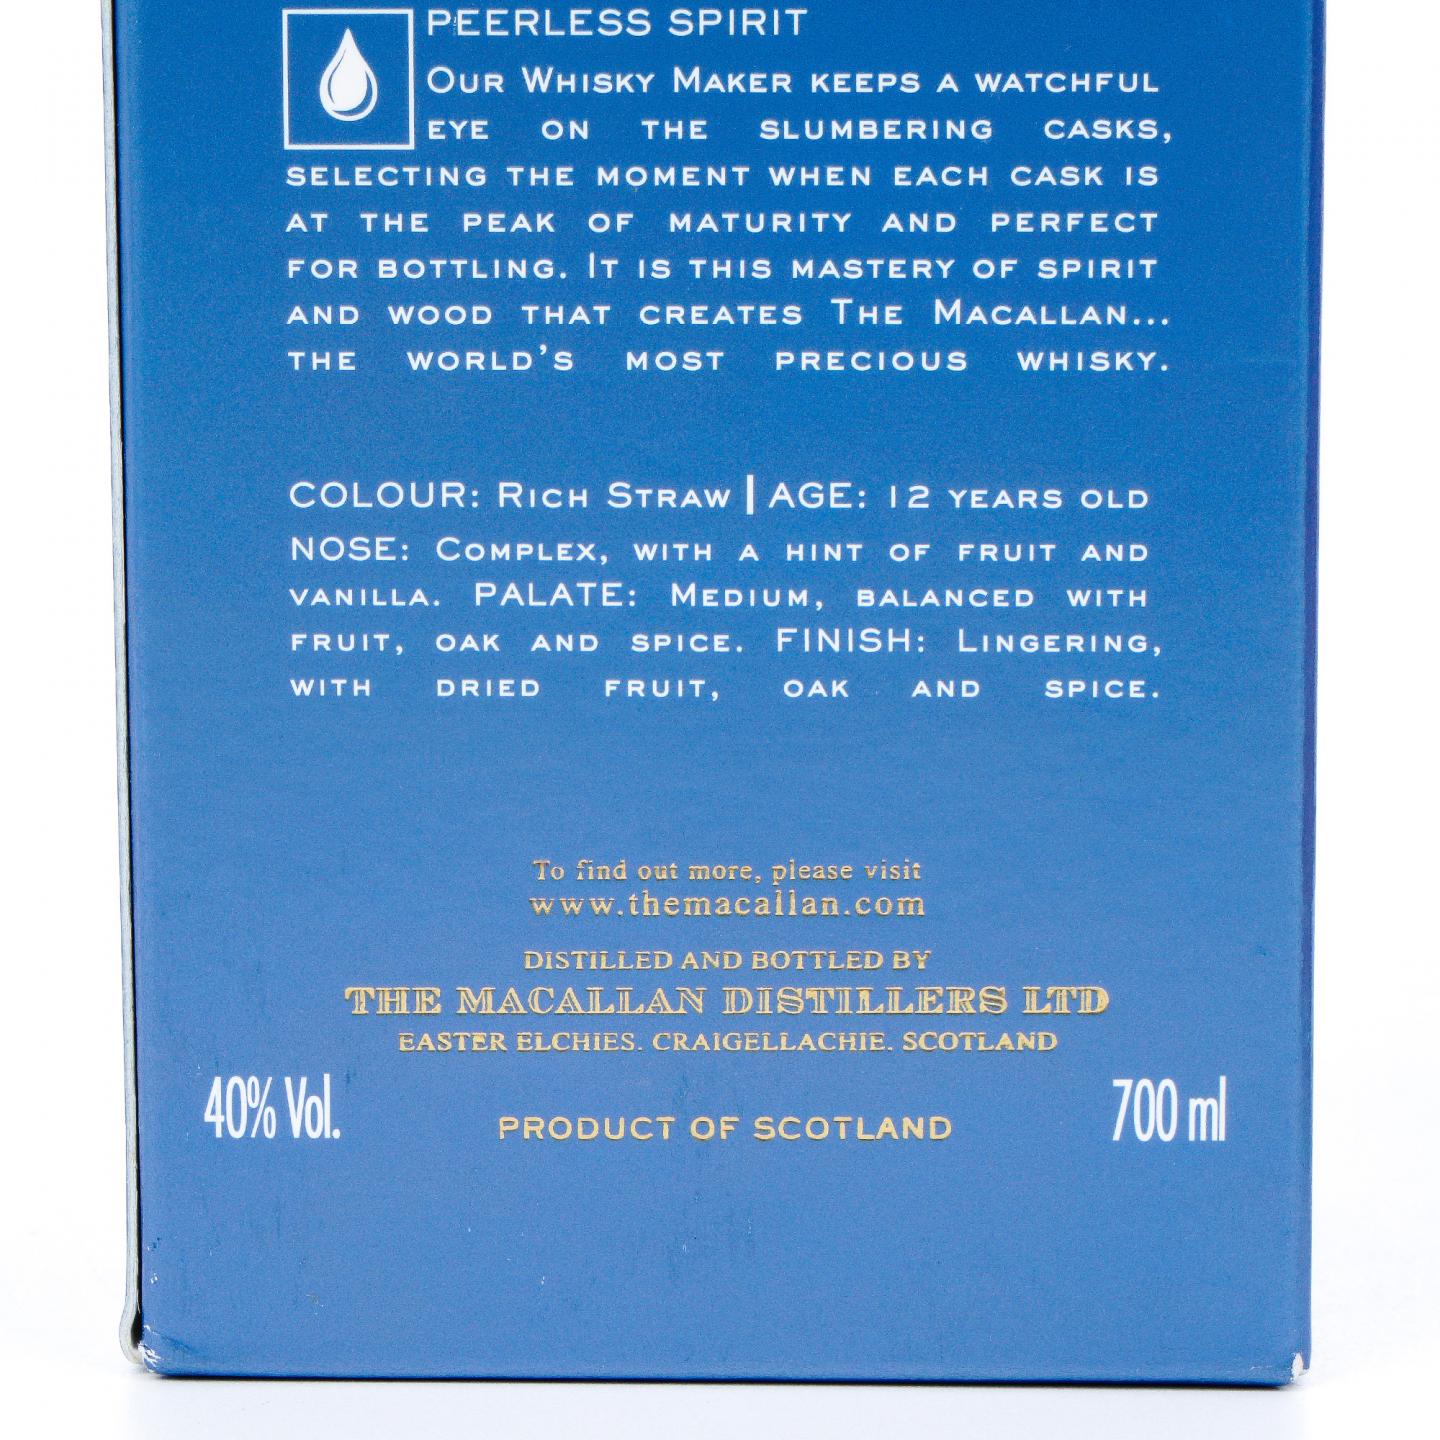 PEERLESS SPIRIT
OUR WHISKY MAKER KEEPS A WATCHFUL
EYE ON THE SLUMBERING CASKS,
SELECTING THE MOMENT WHEN EACH CASK IS
AT THE PEAK OF MATURITY AND PERFECT
FOR BOTTLING. IT IS THIS MASTERY OF SPIRIT
AND WOOD THAT CREATES THE MACALLAN...
THE WORLD'S MOST PRECIOUS WHISKY.
COLOUR: RICH STRAW | AGE: 12 YEARS OLD
NOSE: COMPLEX, WITH A HINT OF FRUIT AND
VANILLA. PALATE: MEDIUM, BALANCED WITH
FRUIT, OAK AND SPICE. FINISH: LINGERING,
WITH DRIED FRUIT, OAK AND SPICE.
To find out more, please visit
www.themacallan.com
DISTILLED AND BOTTLED BY
THE MACALLAN DISTILLERS LTD
EASTER ELCHIES. CRAIGELLACHIE. SCOTLAND
40% Vol.
PRODUCT OF SCOTLAND
700 ml